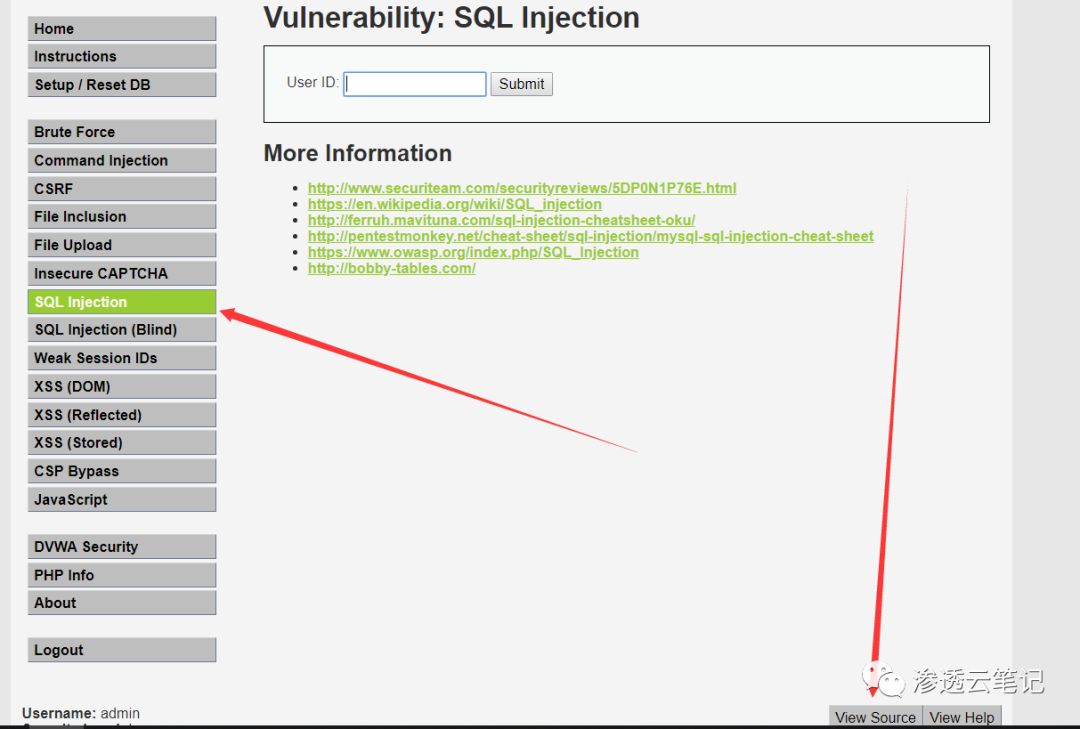 Home
Instructions
Setup / Reset DB
Brute Force
Command Injection
CSRF
File Inclusion
File Upload
Insecure CAPTCHA
SQL Injection
SQL Injection (Blind)
Weak Session IDs
XSS (DOM)
XSS (Reflected)
XSS (Stored)
CSP Bypass
JavaScript
DVWA Security
PHP Info
About
Logout
Vulnerability: SQL Injection
User ID: Submit
More Information
http://www.securiteam.com/securityreviews/5DP0N1P76E.html
https://en.wikipedia.org/wiki/SQL_injection
http://ferruh.mavituna.com/sql-injection-cheatsheet-oku/
http://pentestmonkey.net/cheat-sheet/sql-injection/mysql-sql-injection-cheat-sheet
https://www.owasp.org/index.php/SQL_Injection
http://bobby-tables.com/
渗透云笔记
Username: admin
View Source View Help